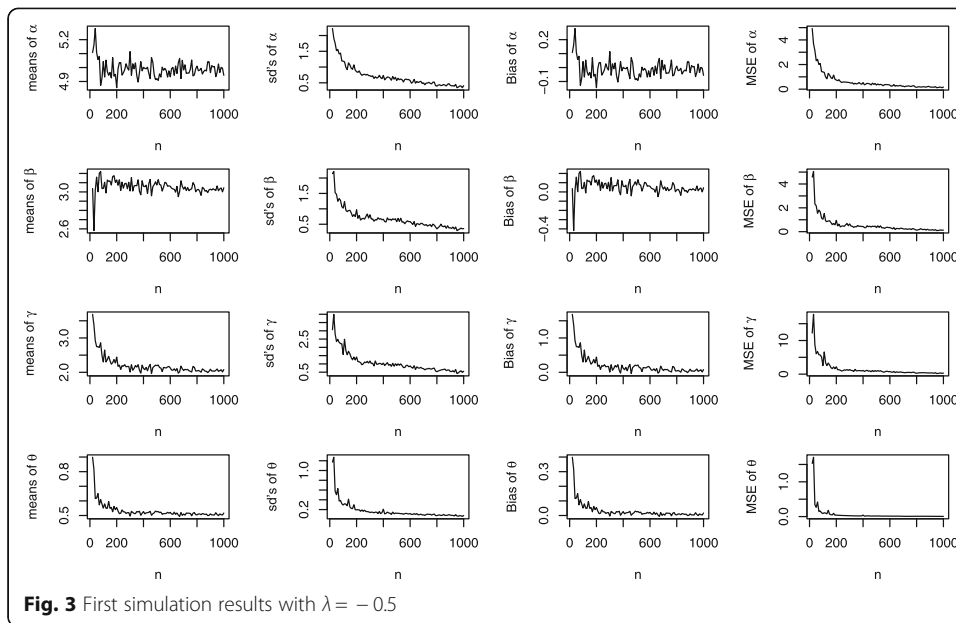 means of α
4.9 5.2
0 200 600 1000
n
sd's of α
0.5 1.5
0 200 600 1000
n
Bias of α
−0.1 0.2
0 200 600 1000
n
MSE of α
0 2 4
0 200 600 1000
n
means of β
2.6 3.0
0 200 600 1000
n
sd's of β
0.5 1.5
0 200 600 1000
n
Bias of β
−0.4 0.0
0 200 600 1000
n
MSE of β
0 2 4
0 200 600 1000
n
means of γ
2.0 3.0
0 200 600 1000
n
sd's of γ
0.5 2.5
0 200 600 1000
n
Bias of γ
0.0 1.0
0 200 600 1000
n
MSE of γ
0 10
0 200 600 1000
n
means of θ
0.5 0.8
0 200 600 1000
n
sd's of θ
0.2 1.0
0 200 600 1000
n
Bias of θ
0.0 0.3
0 200 600 1000
n
MSE of θ
0.0 1.0
0 200 600 1000
n
Fig. 3 First simulation results with λ = − 0.5